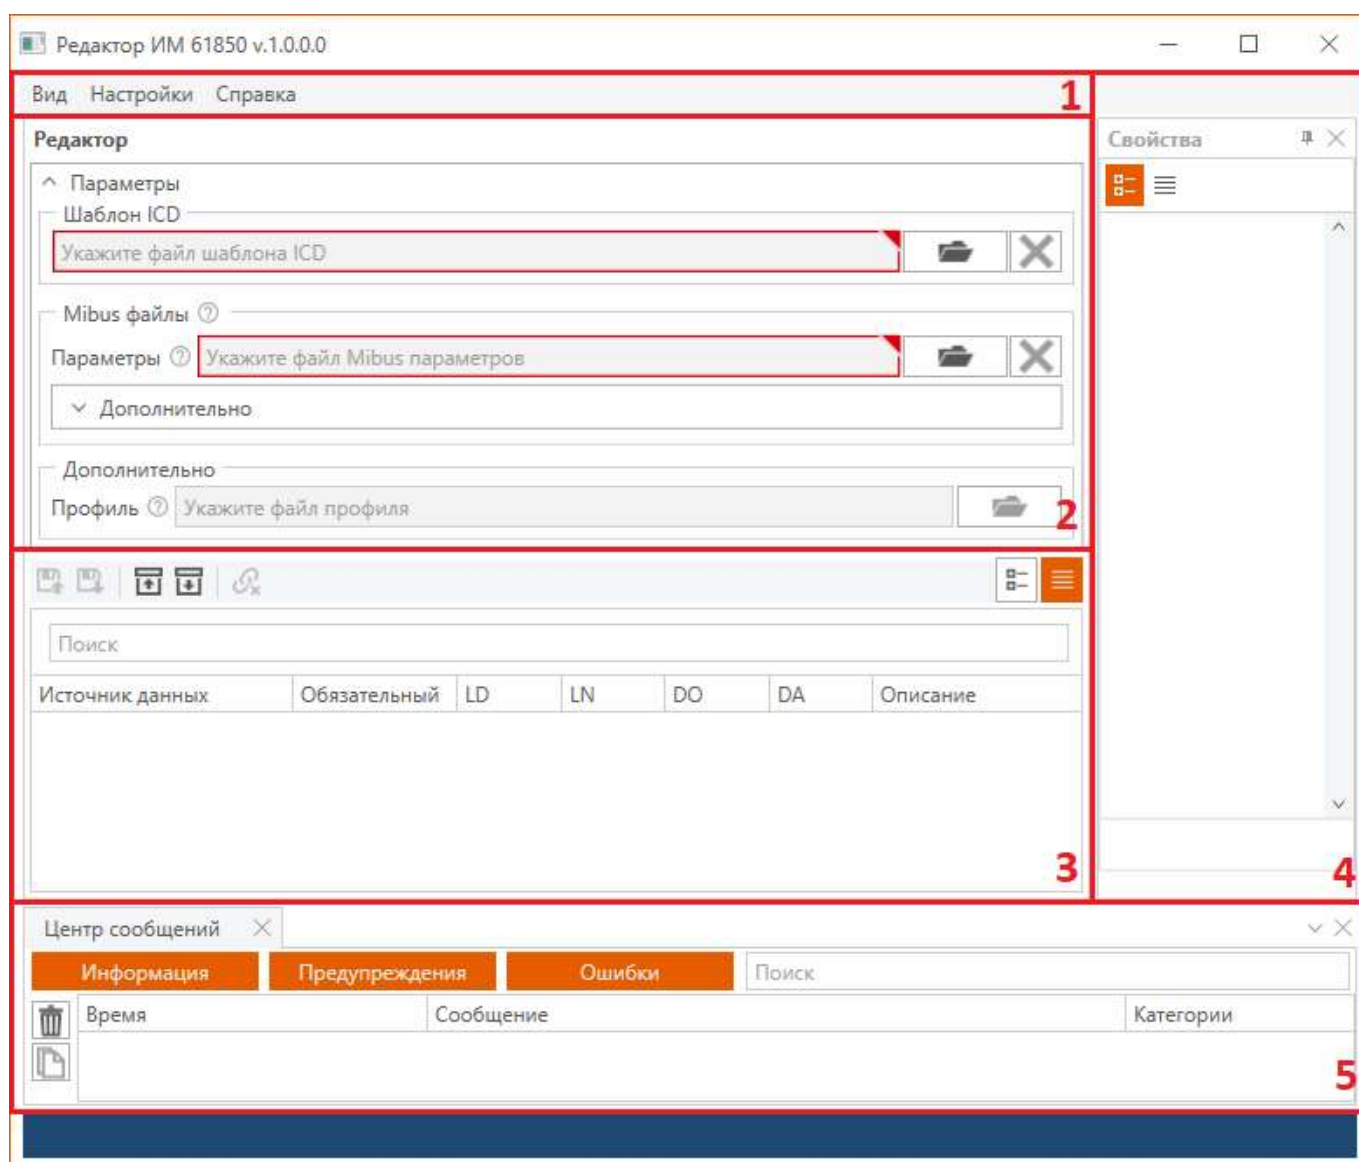 Редактор ИМ 61850 v.1.0.0.0
Вид Настройки Справка 1
Редактор
Параметры
Шаблон ICD
Укажите файл шаблона ICD
Mibus файлы
Параметры Укажите файл Mibus параметров
Дополнительно
Дополнительно
Профиль Укажите файл профиля
2
Поиск
Источник данных Обязательный LD LN DO DA Описание
3
Свойства
4
Центр сообщений
Информация Предупреждения Ошибки Поиск
Время Сообщение Категории
5